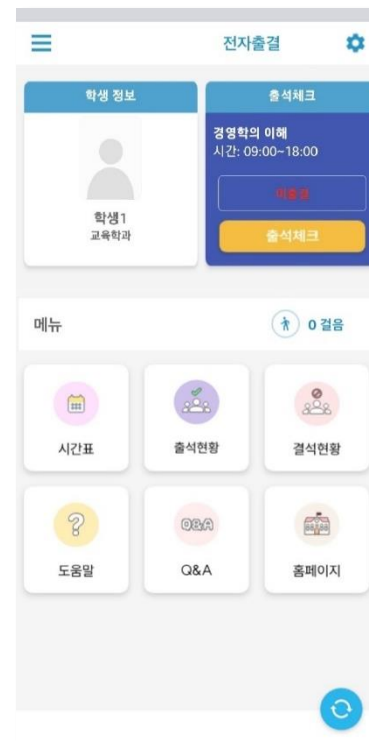 전자출결
학생 정보
학생1
교육학과
출석체크
경영학의 이해
시간: 09:00~18:00
미출결
출석체크
메뉴
0 걸음
시간표
출석현황
결석현황
?
도움말
Q&A
Q&A
홈페이지